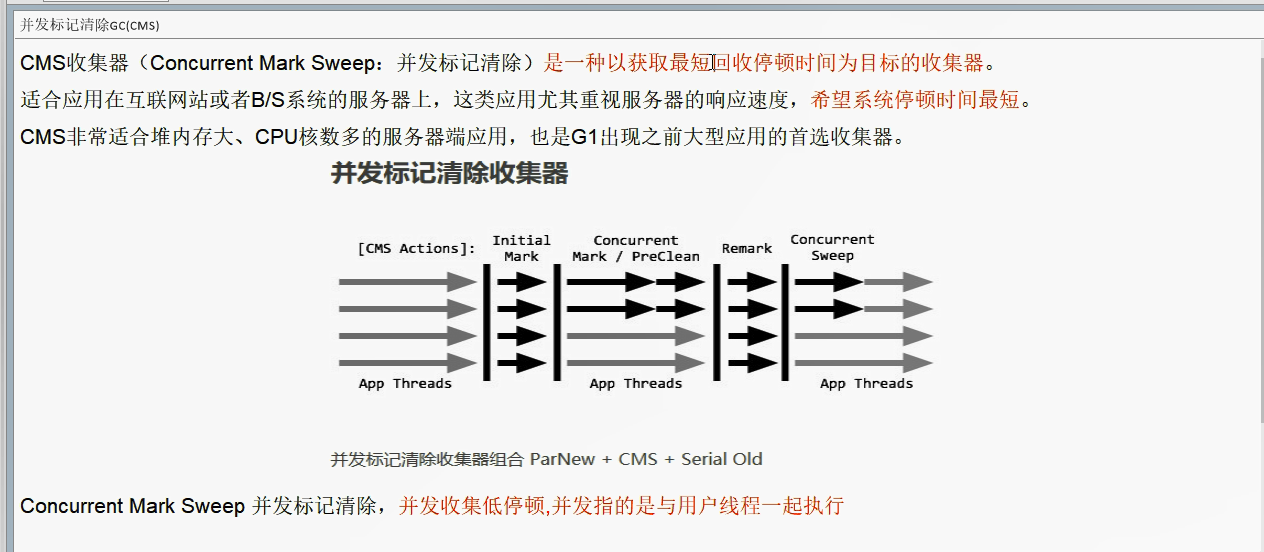 并发标记清除GC(CMS)
CMS收集器（Concurrent Mark Sweep：并发标记清除）是一种以获取最短回收停顿时间为目标的收集器。
适合应用在互联网站或者B/S系统的服务器上，这类应用尤其重视服务器的响应速度，希望系统停顿时间最短。
CMS非常适合堆内存大、CPU核数多的服务器端应用，也是G1出现之前大型应用的首选收集器。
并发标记清除收集器
[CMS Actions]:
Initial
Mark
Concurrent
Mark / PreClean
Remark
Concurrent
Sweep
App Threads
App Threads
App Threads
并发标记清除收集器组合 ParNew + CMS + Serial Old
Concurrent Mark Sweep 并发标记清除，并发收集低停顿,并发指的是与用户线程一起执行